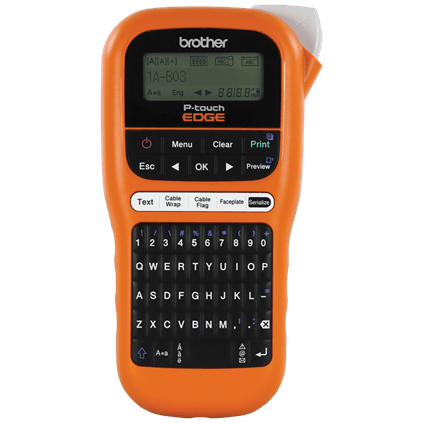 brother
[A][A][×]
1A-B03
A→a Eng ◄► 8188"
P-touch
EDGE
Menu Clear Print
Esc ◄ OK ► Preview
Text Cable Wrap Cable Flag Faceplate Serialize
! " / \ # % & * ( )
1 2 3 4 5 6 7 8 9 0
Q W E R T Y U I O P
A S D F G H J K L -
Z X C V B N M , .
A→a Á ä ê @